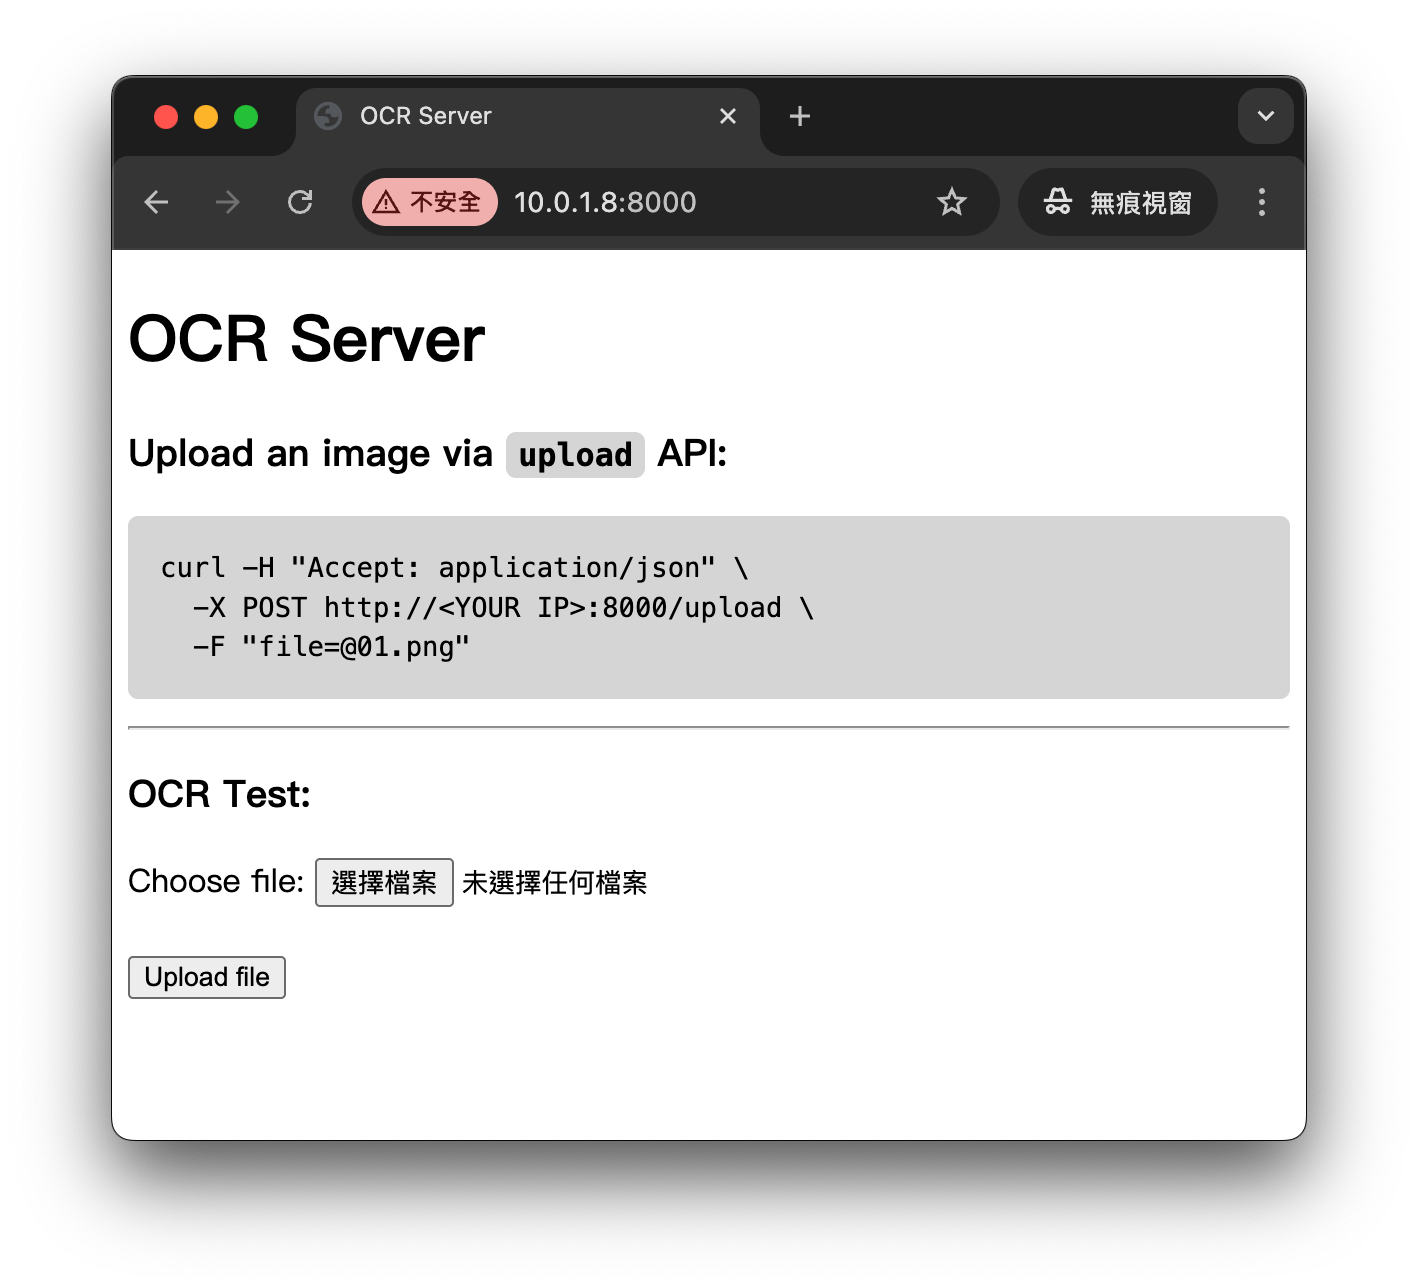 OCR Server
不安全 10.0.1.8:8000 無痕視窗
OCR Server
Upload an image via upload API:
curl -H "Accept: application/json" \
-X POST http://<YOUR IP>:8000/upload \
-F "file=@01.png"
OCR Test:
Choose file: 選擇檔案 未選擇任何檔案
Upload file